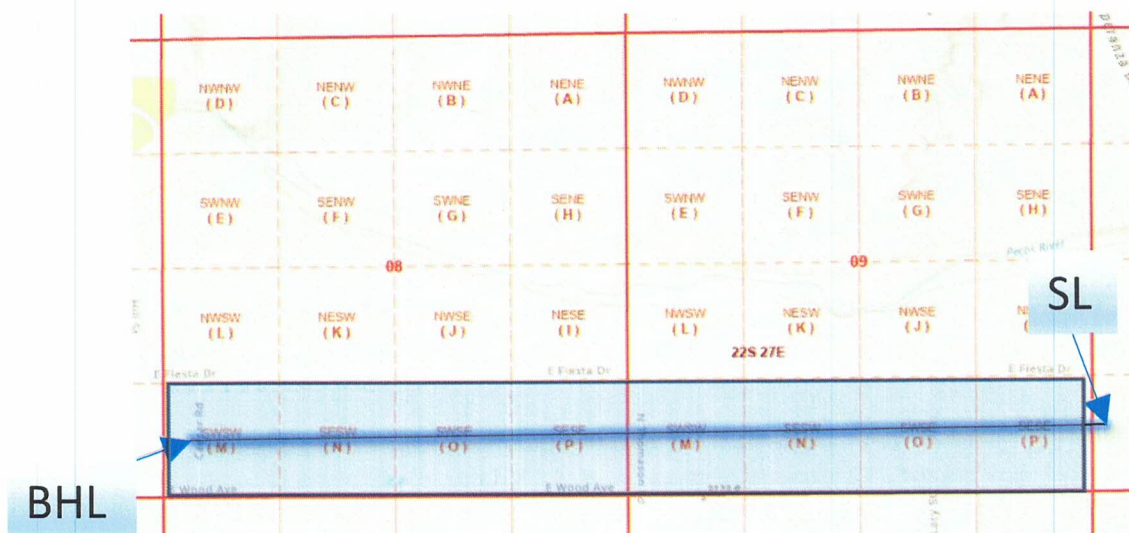 NWNW NENW NWNE NENE NWNW NENW NWNE NENE
(D) (C) (B) (A) (D) (C) (B) (A)
SWNW SENW SWNE SENE SWNW SENW SWNE SENE
(E) (F) (G) (H) (E) (F) (G) (H)
Pecos River
08 09
SL
NWSW NESW NWSE NESE NWSW NESW NWSE
(L) (K) (J) (I) (L) (K) (J)
22S 27E
E Fiesta Dr E Fiesta Dr E Fiesta Dr
SWSW SESW SWSE SESE SWSW SESW SWSE SESE
(M) (N) (O) (P) (M) (N) (O) (P)
E Wood Ave E Wood Ave
BHL